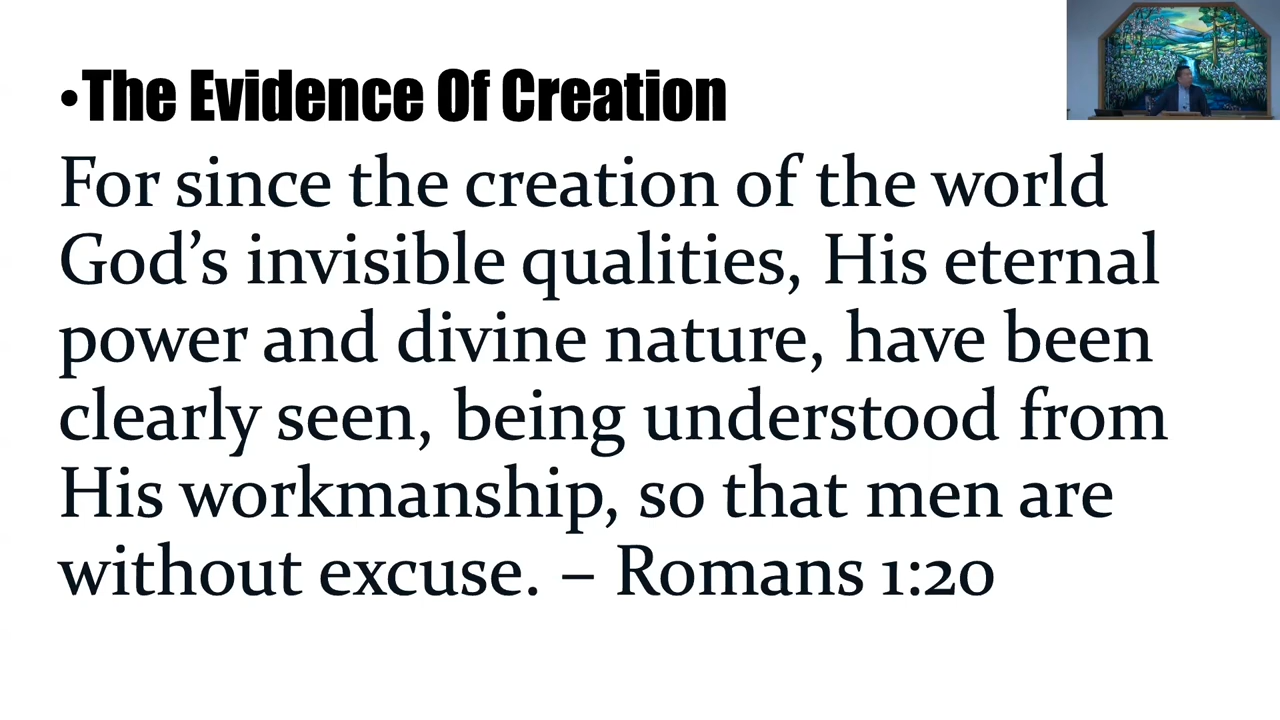 •The Evidence Of Creation
For since the creation of the world
God’s invisible qualities, His eternal
power and divine nature, have been
clearly seen, being understood from
His workmanship, so that men are
without excuse. – Romans 1:20